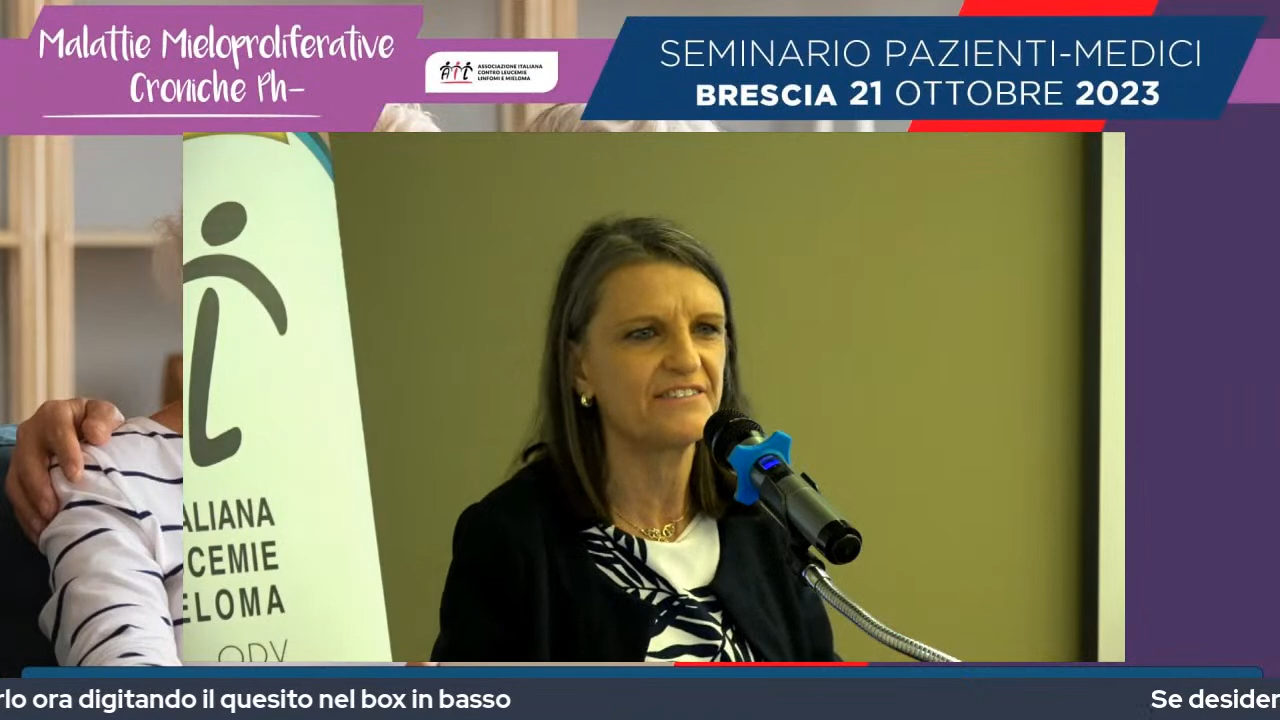 Malattie Mieloproliferative
Croniche Ph-
AIL
ASSOCIAZIONE ITALIANA
CONTRO LEUCEMIE
LINFOMI E MIELOMA
SEMINARIO PAZIENTI-MEDICI
BRESCIA 21 OTTOBRE 2023
ALIANA
CEMIE
ELOMA
ODV
rlo ora digitando il quesito nel box in basso
Se desider